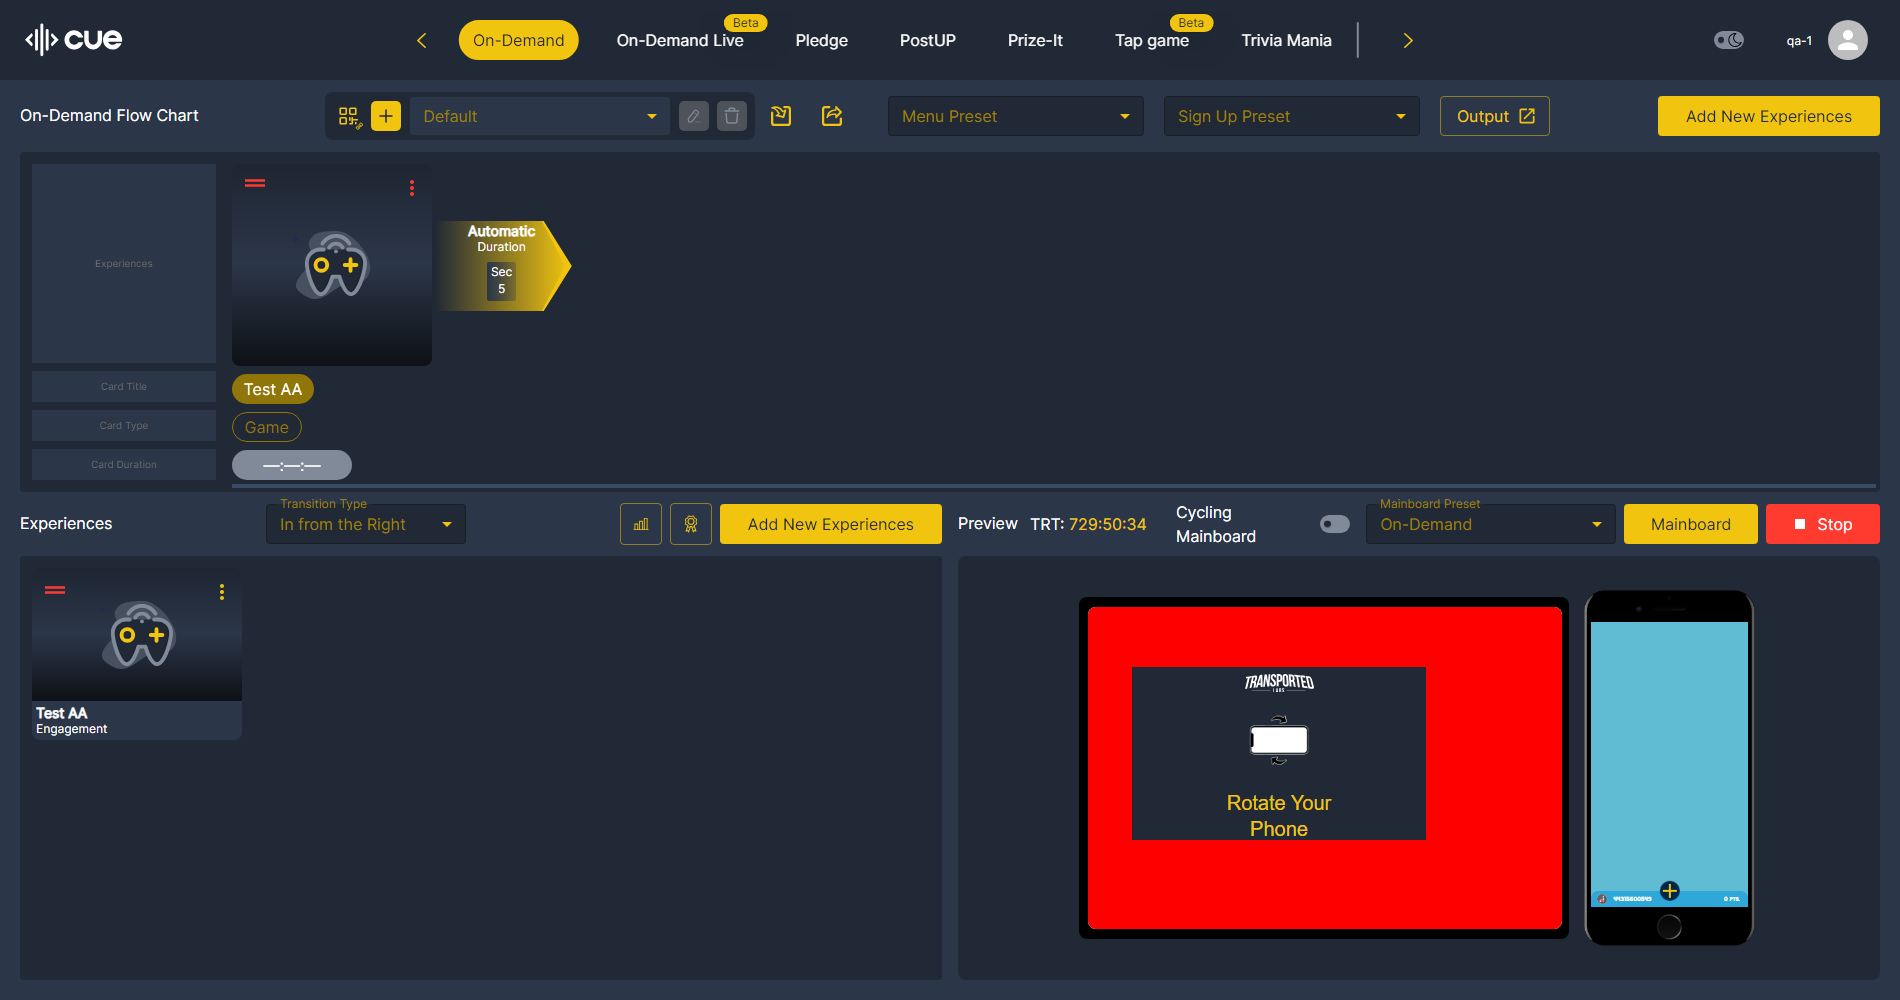 cue
On-Demand
On-Demand Live
Beta
Pledge
PostUP
Prize-It
Tap game
Beta
Trivia Mania
qa-1
On-Demand Flow Chart
Default
Menu Preset
Sign Up Preset
Output
Add New Experiences
Experiences
Automatic
Duration
Sec
5
Card Title
Test AA
Card Type
Game
Card Duration
—:—:—
Experiences
Transition Type
In from the Right
Add New Experiences
Preview
TRT: 729:50:34
Cycling
Mainboard
Mainboard Preset
On-Demand
Mainboard
Stop
Test AA
Engagement
TRANSPORTED
LABS
Rotate Your
Phone
0 PTS.